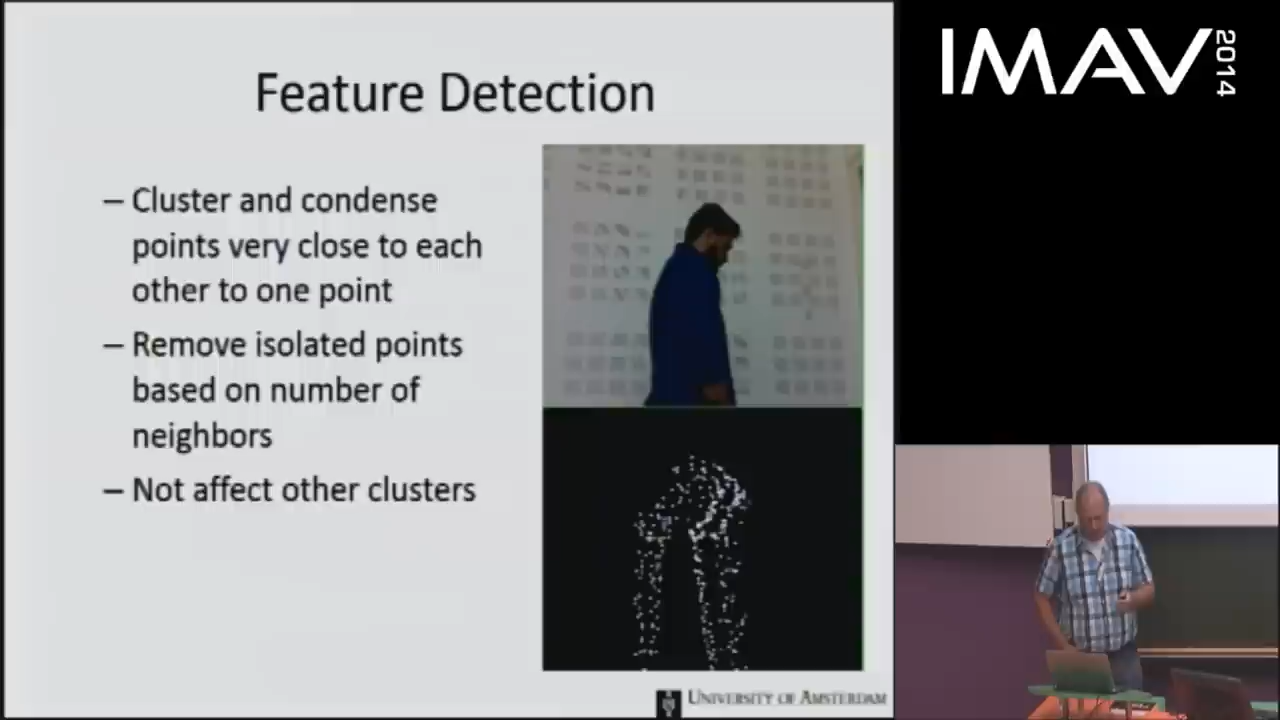 Feature Detection
– Cluster and condense
points very close to each
other to one point
– Remove isolated points
based on number of
neighbors
– Not affect other clusters
UNIVERSITY OF AMSTERDAM
IMAV 2014